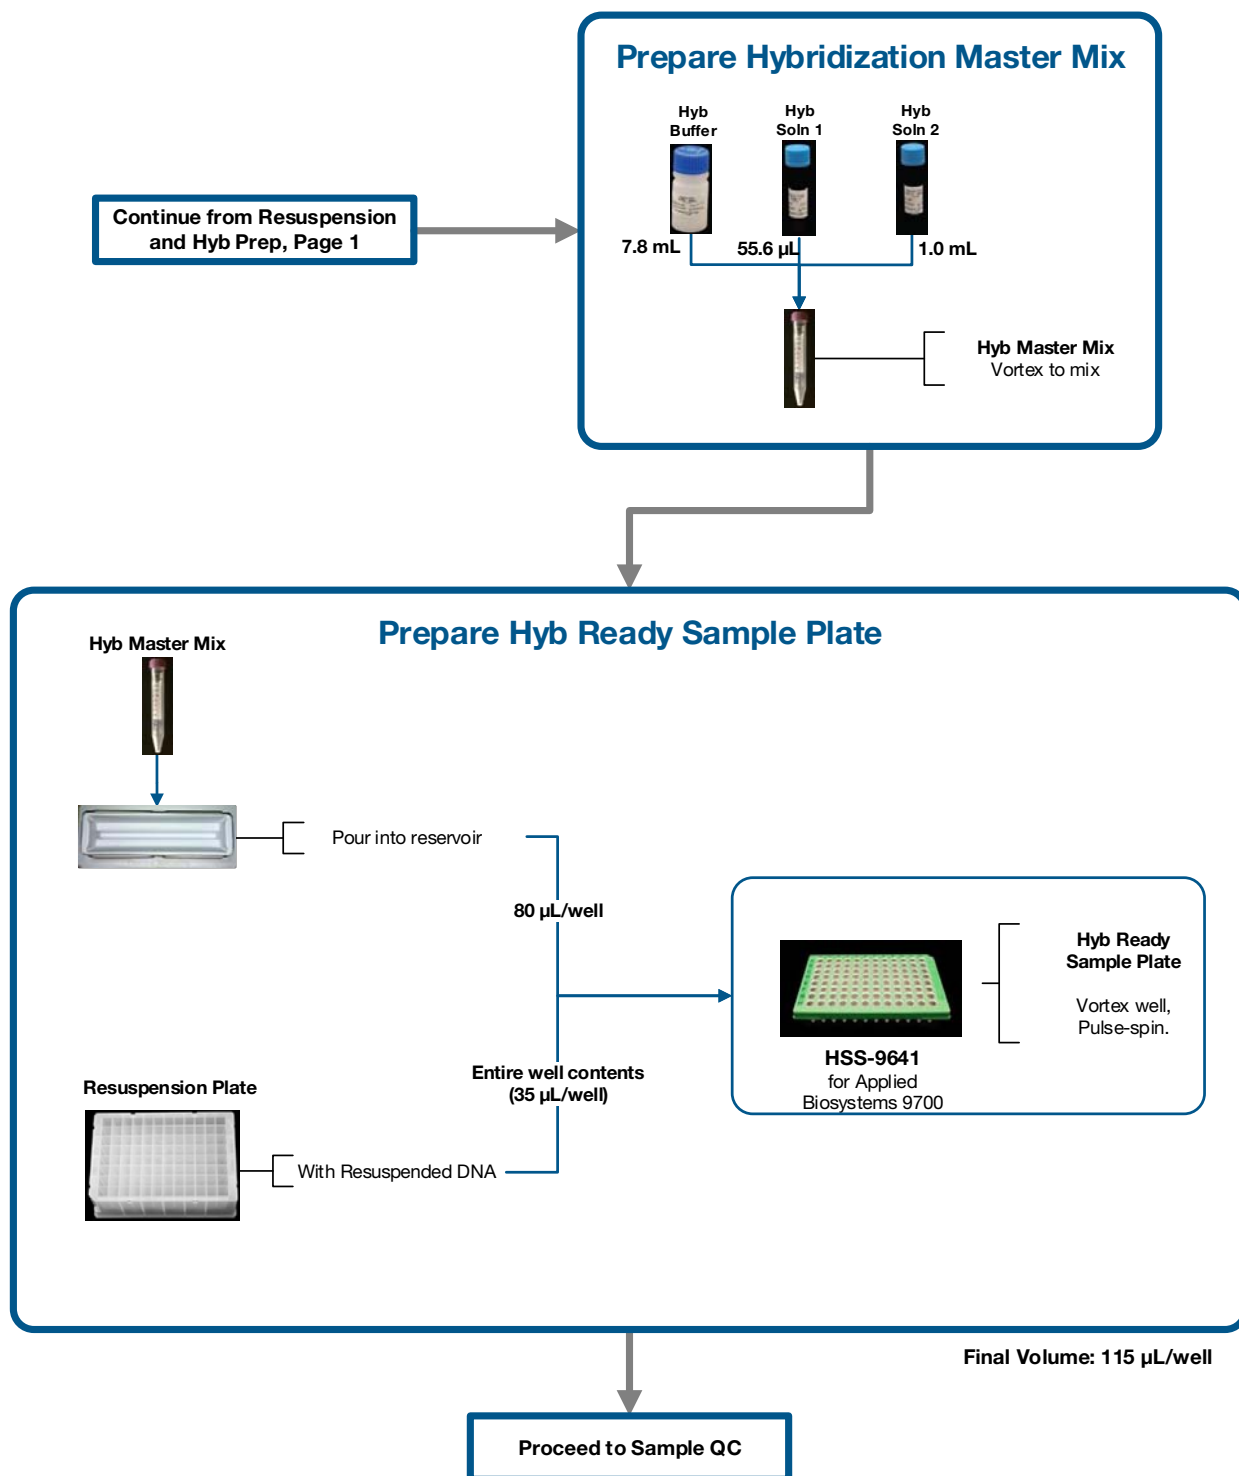 Prepare Hybridization Master Mix
Hyb
Buffer
Hyb
Soln 1
Hyb
Soln 2
7.8 mL
55.6 µL
1.0 mL
Continue from Resuspension
and Hyb Prep, Page 1
Hyb Master Mix
Vortex to mix
Prepare Hyb Ready Sample Plate
Hyb Master Mix
Pour into reservoir
80 µL/well
Hyb Ready
Sample Plate
Vortex well,
Pulse-spin.
HSS-9641
for Applied
Biosystems 9700
Entire well contents
(35 µL/well)
Resuspension Plate
With Resuspended DNA
Final Volume: 115 µL/well
Proceed to Sample QC